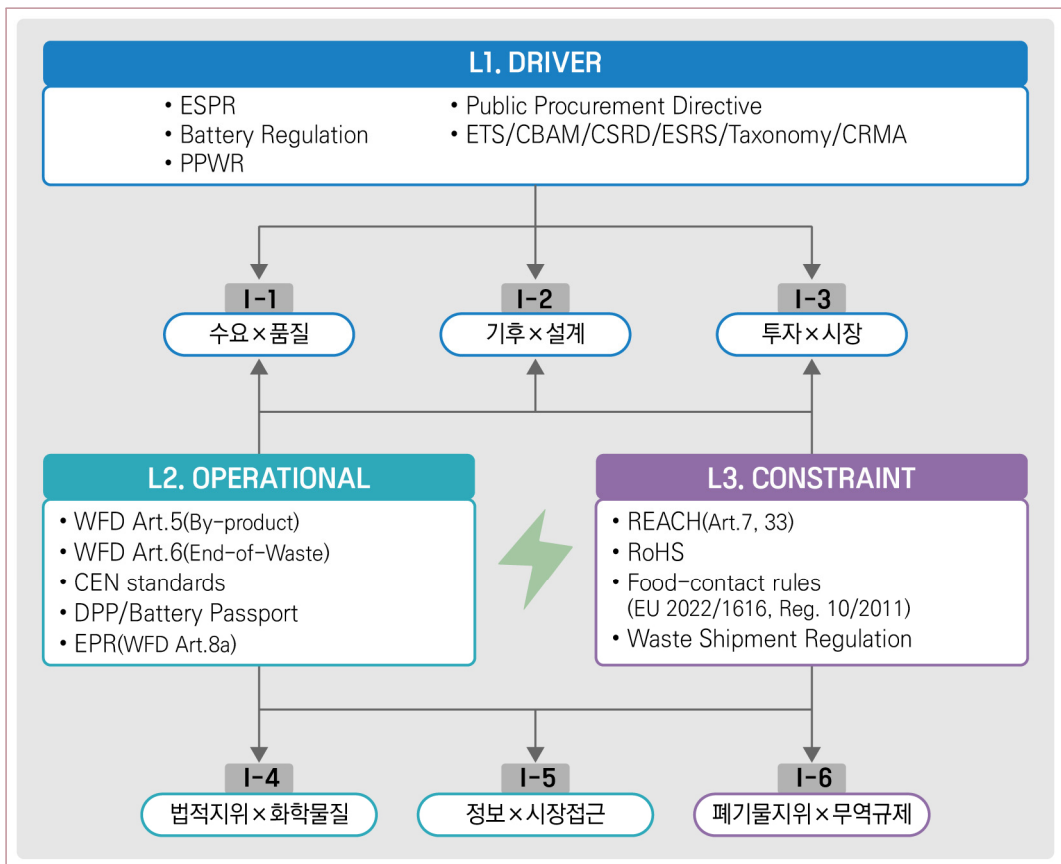 L1. DRIVER
• ESPR
• Battery Regulation
• PPWR
• Public Procurement Directive
• ETS/CBAM/CSRD/ESRS/Taxonomy/CRMA
I-1
수요×품질
I-2
기후×설계
I-3
투자×시장
L2. OPERATIONAL
• WFD Art.5(By-product)
• WFD Art.6(End-of-Waste)
• CEN standards
• DPP/Battery Passport
• EPR(WFD Art.8a)
L3. CONSTRAINT
• REACH(Art.7, 33)
• RoHS
• Food-contact rules
(EU 2022/1616, Reg. 10/2011)
• Waste Shipment Regulation
I-4
법적지위×화학물질
I-5
정보×시장접근
I-6
폐기물지위×무역규제